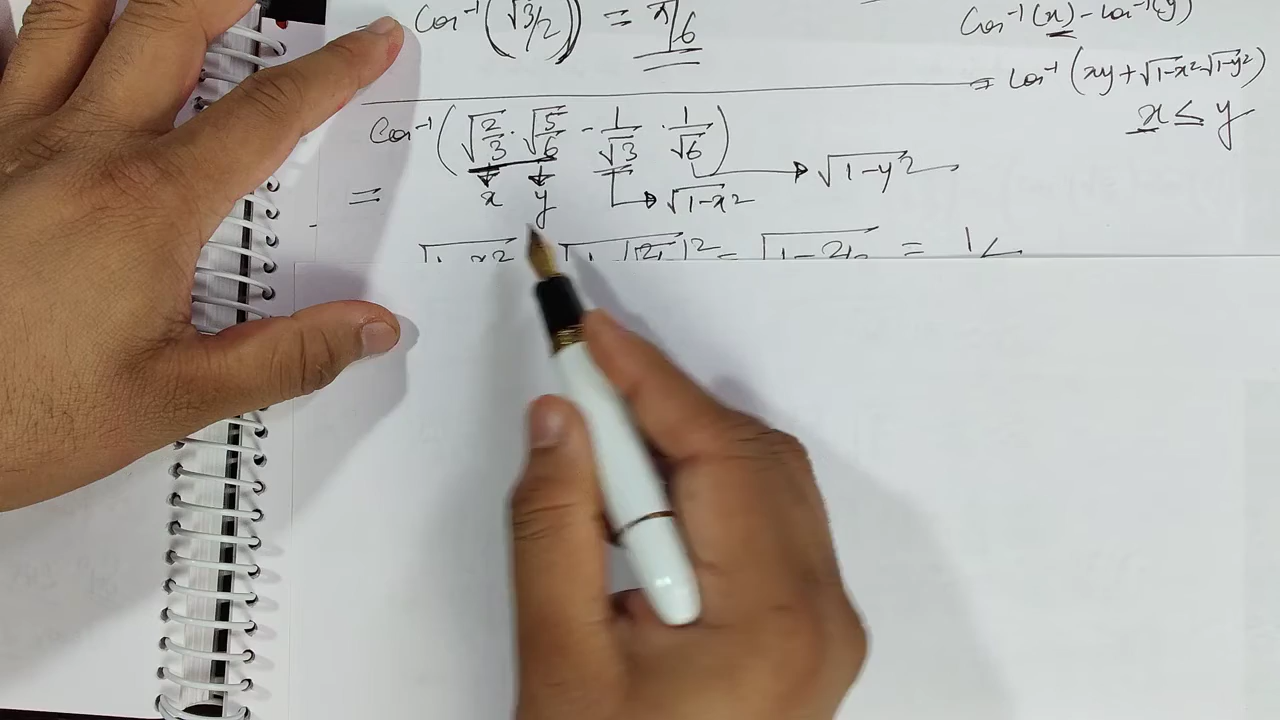 = Cos⁻¹(√3/2) = π/6
Cos⁻¹(x) - Cos⁻¹(y)
= Cos⁻¹(xy + √1-x² √1-y²)
x ≤ y
Cos⁻¹(√2/3 · √5/6 - 1/√3 · 1/√6) → √1-y²
= x y → √1-x²